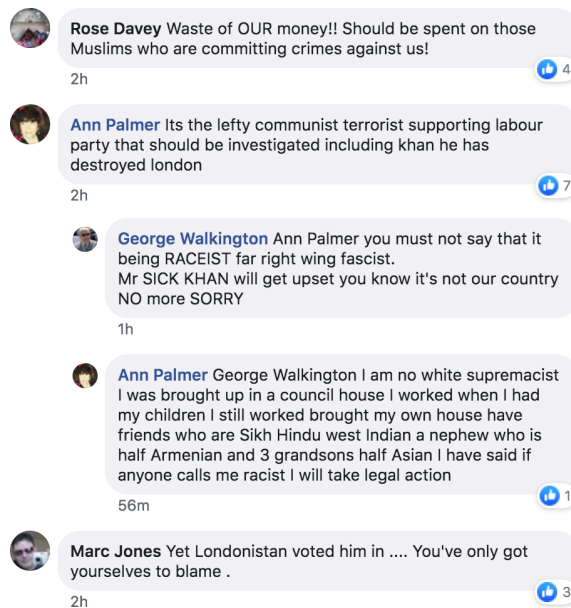 Rose Davey Waste of OUR money!! Should be spent on those
Muslims who are committing crimes against us!
4
2h
Ann Palmer Its the lefty communist terrorist supporting labour
party that should be investigated including khan he has
destroyed london
7
2h
George Walkington Ann Palmer you must not say that it
being RACEIST far right wing fascist.
Mr SICK KHAN will get upset you know it's not our country
NO more SORRY
1h
Ann Palmer George Walkington I am no white supremacist
I was brought up in a council house I worked when I had
my children I still worked brought my own house have
friends who are Sikh Hindu west Indian a nephew who is
half Armenian and 3 grandsons half Asian I have said if
anyone calls me racist I will take legal action
1
56m
Marc Jones Yet Londonistan voted him in .... You've only got
yourselves to blame .
3
2h